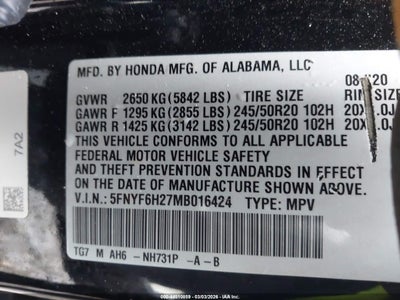 MFD. BY HONDA MFG. OF ALABAMA, LLC
GVWR 2650 KG (5842 LBS) TIRE SIZE RIM SIZE
GAWR F 1295 KG (2855 LBS) 245/50R20 102H
GAWR R 1425 KG (3142 LBS) 245/50R20 102H
THIS VEHICLE CONFORMS TO ALL APPLICABLE
FEDERAL MOTOR VEHICLE SAFETY
AND THEFT PREVENTION STANDARDS IN EFFECT
ON THE DATE OF MANUFACTURE SHOWN ABOVE.
V.I.N.: 5FNYF6H27MB016424 TYPE: MPV
TG7 M AH6 -NH731P -A-B
7A2